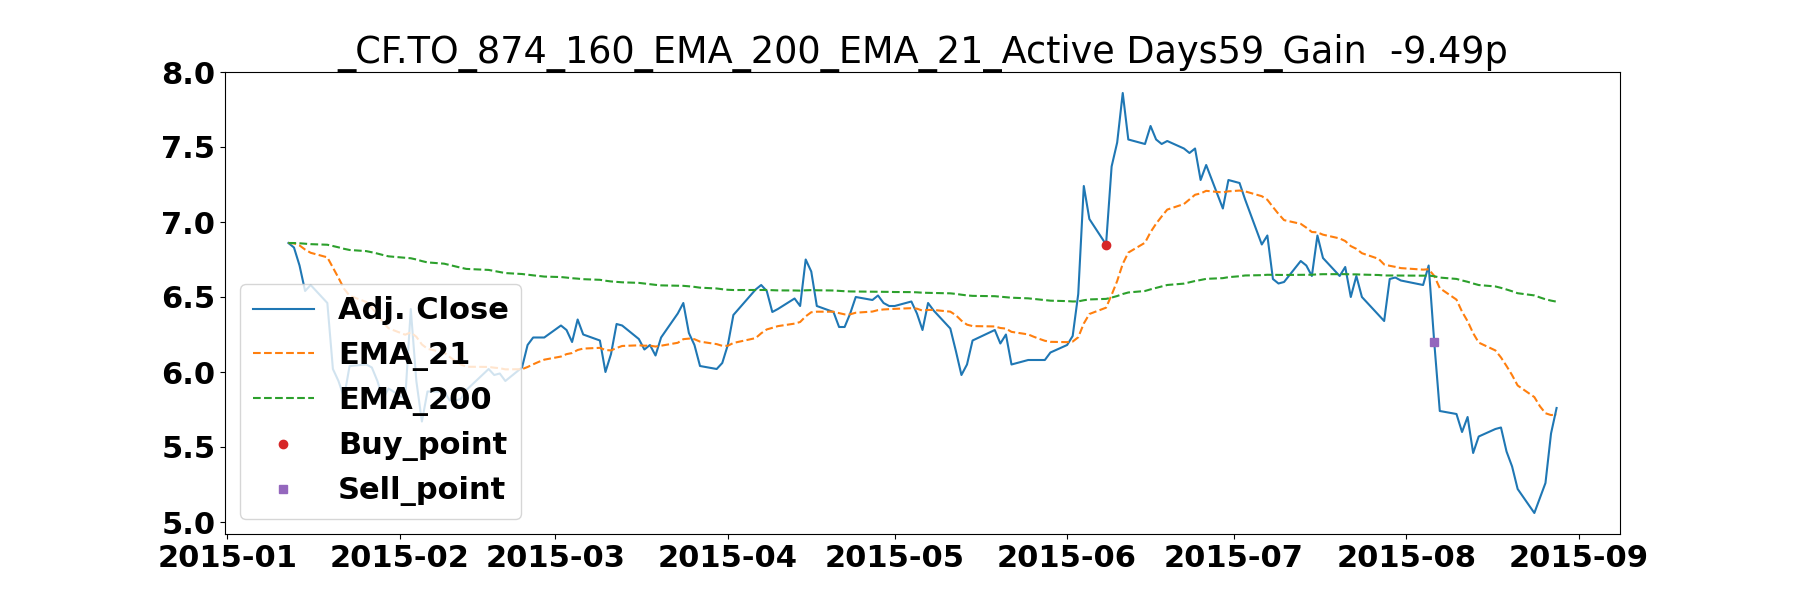 _CF.TO_874_160_EMA_200_EMA_21_Active Days59_Gain  -9.49p
8.0
7.5
7.0
6.5
6.0
5.5
5.0
Adj. Close
EMA_21
EMA_200
Buy_point
Sell_point
2015-01 2015-02 2015-03 2015-04 2015-05 2015-06 2015-07 2015-08 2015-09